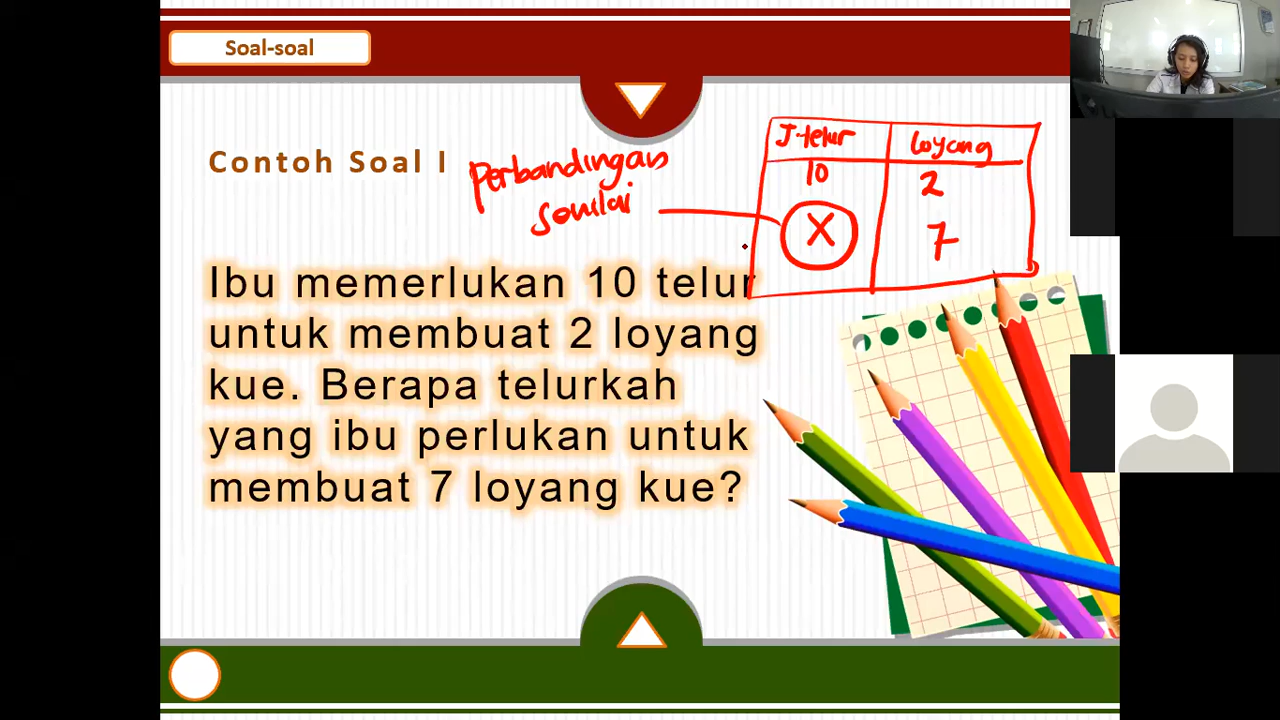 Soal-soal
Contoh Soal I
Perbandingan
senilai
J.telur loyang
10 2
X 7
Ibu memerlukan 10 telur
untuk membuat 2 loyang
kue. Berapa telurkah
yang ibu perlukan untuk
membuat 7 loyang kue?